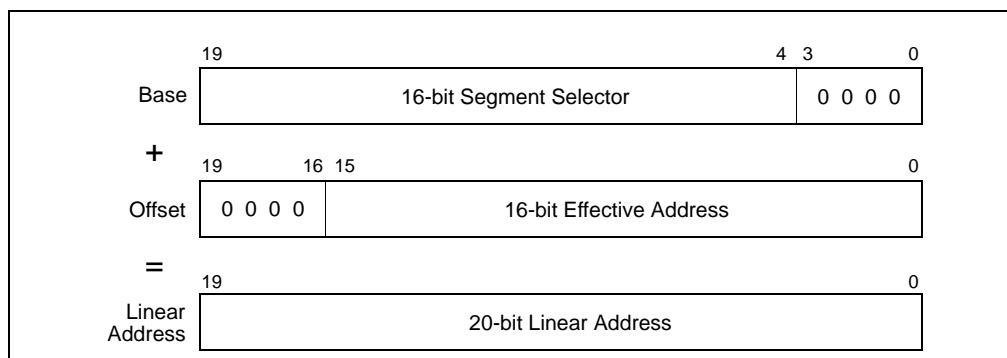 19 4 3 0
Base 16-bit Segment Selector 0 0 0 0
+
19 16 15 0
Offset 0 0 0 0 16-bit Effective Address
=
19 0
Linear
Address 20-bit Linear Address